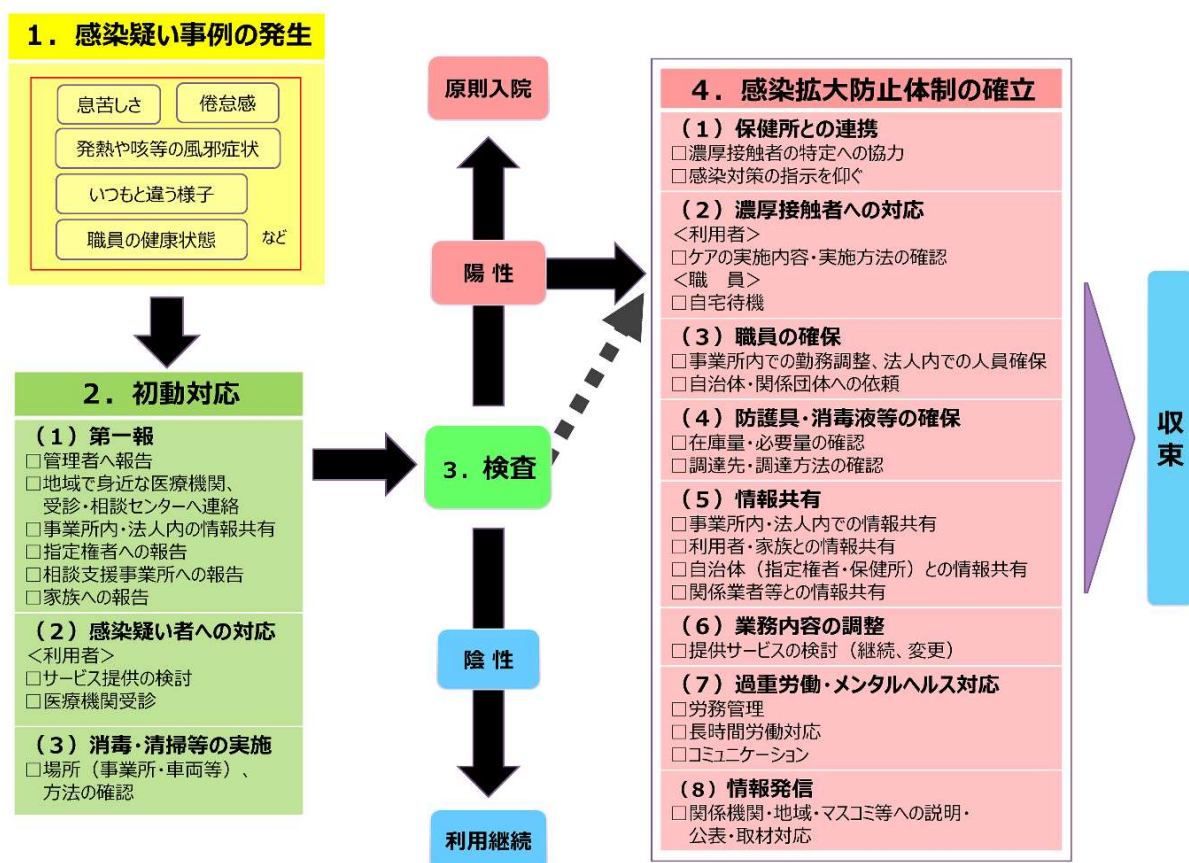 １．感染疑い事例の発生
息苦しさ
倦怠感
発熱や咳等の風邪症状
いつもと違う様子
職員の健康状態
など
２．初動対応
（１）第一報
□管理者へ報告
□地域で身近な医療機関、
受診・相談センターへ連絡
□事業所内・法人内の情報共有
□指定権者への報告
□相談支援事業所への報告
□家族への報告
（２）感染疑い者への対応
＜利用者＞
□サービス提供の検討
□医療機関受診
（３）消毒・清掃等の実施
□場所（事業所・車両等）、
方法の確認
原則入院
陽 性
３．検査
陰 性
利用継続
４．感染拡大防止体制の確立
（１）保健所との連携
□濃厚接触者の特定への協力
□感染対策の指示を仰ぐ
（２）濃厚接触者への対応
＜利用者＞
□ケアの実施内容・実施方法の確認
＜職　員＞
□自宅待機
（３）職員の確保
□事業所内での勤務調整、法人内での人員確保
□自治体・関係団体への依頼
（４）防護具・消毒液等の確保
□在庫量・必要量の確認
□調達先・調達方法の確認
（５）情報共有
□事業所内・法人内での情報共有
□利用者・家族との情報共有
□自治体（指定権者・保健所）との情報共有
□関係業者等との情報共有
（６）業務内容の調整
□提供サービスの検討（継続、変更）
（７）過重労働・メンタルヘルス対応
□労務管理
□長時間労働対応
□コミュニケーション
（８）情報発信
□関係機関・地域・マスコミ等への説明・
公表・取材対応
収束